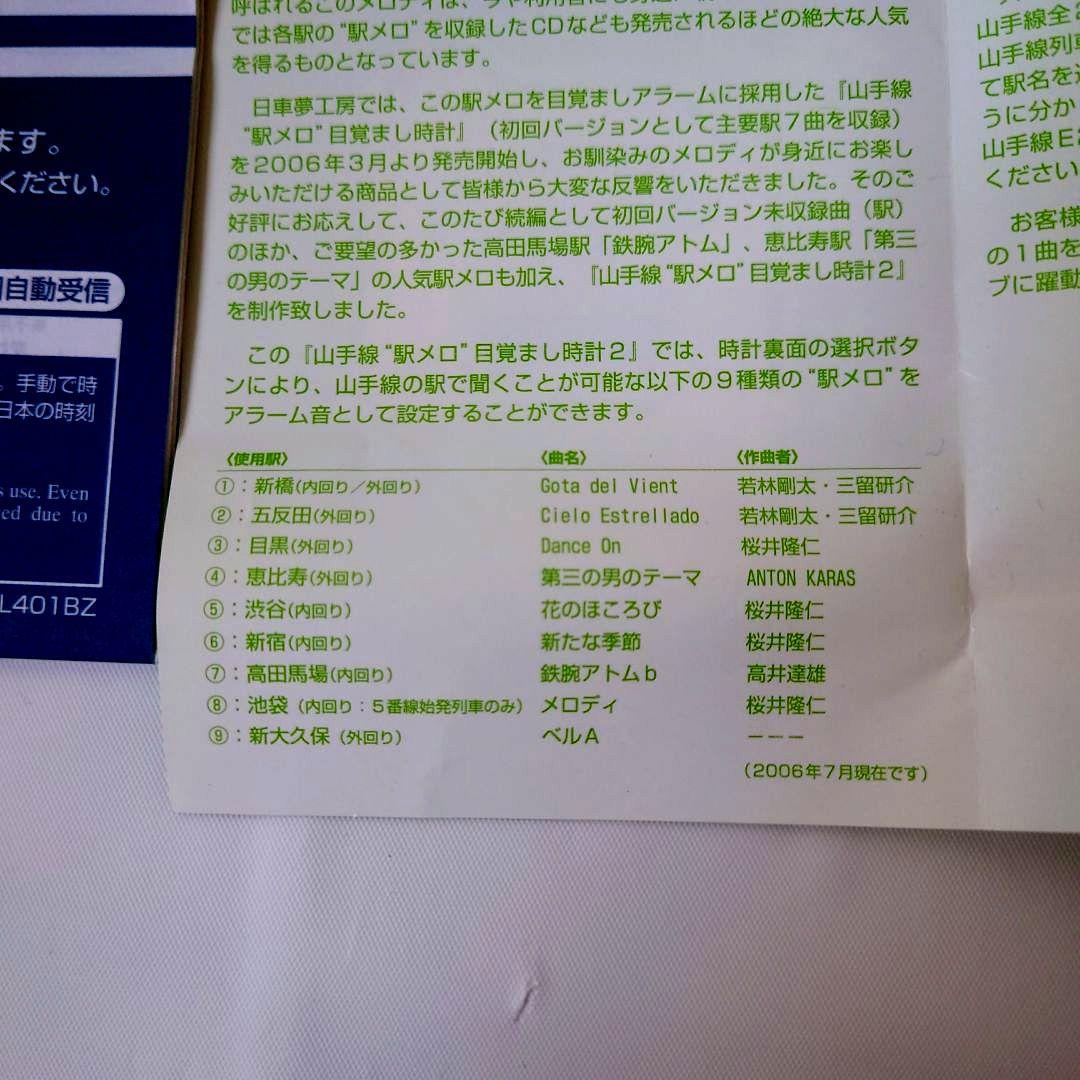 ます。
ください。
自動受信
。手動で時
日本の時刻
s use. Even
ed due to
L401BZ
では各駅の“駅メロ”を収録したCDなども発売されるほどの絶大な人気
を得るものとなっています。
日車夢工房では、この駅メロを目覚ましアラームに採用した『山手線
“駅メロ”目覚まし時計』（初回バージョンとして主要駅７曲を収録）
を2006年３月より発売開始し、お馴染みのメロディが身近にお楽し
みいただける商品として皆様から大変な反響をいただきました。そのご
好評にお応えして、このたび続編として初回バージョン未収録曲（駅）
のほか、ご要望の多かった高田馬場駅「鉄腕アトム」、恵比寿駅「第三
の男のテーマ」の人気駅メロも加え、『山手線“駅メロ”目覚まし時計２』
を制作致しました。
この『山手線“駅メロ”目覚まし時計２』では、時計裏面の選択ボタ
ンにより、山手線の駅で聞くことが可能な以下の９種類の“駅メロ”を
アラーム音として設定することができます。
〈使用駅〉 〈曲名〉 〈作曲者〉
①：新橋(内回り／外回り) Gota del Vient 若林剛太・三留研介
②：五反田(外回り) Cielo Estrellado 若林剛太・三留研介
③：目黒(外回り) Dance On 桜井隆仁
④：恵比寿(外回り) 第三の男のテーマ ANTON KARAS
⑤：渋谷(内回り) 花のほころび 桜井隆仁
⑥：新宿(内回り) 新たな季節 桜井隆仁
⑦：高田馬場(内回り) 鉄腕アトムｂ 高井達雄
⑧：池袋（内回り：５番線始発列車のみ） メロディ 桜井隆仁
⑨：新大久保（外回り） ベルＡ －－－
（2006年７月現在です）
山手線全
山手線列車
て駅名を
うに分か
山手線Ｅ
ください
お客様
の１曲を
ブに躍動